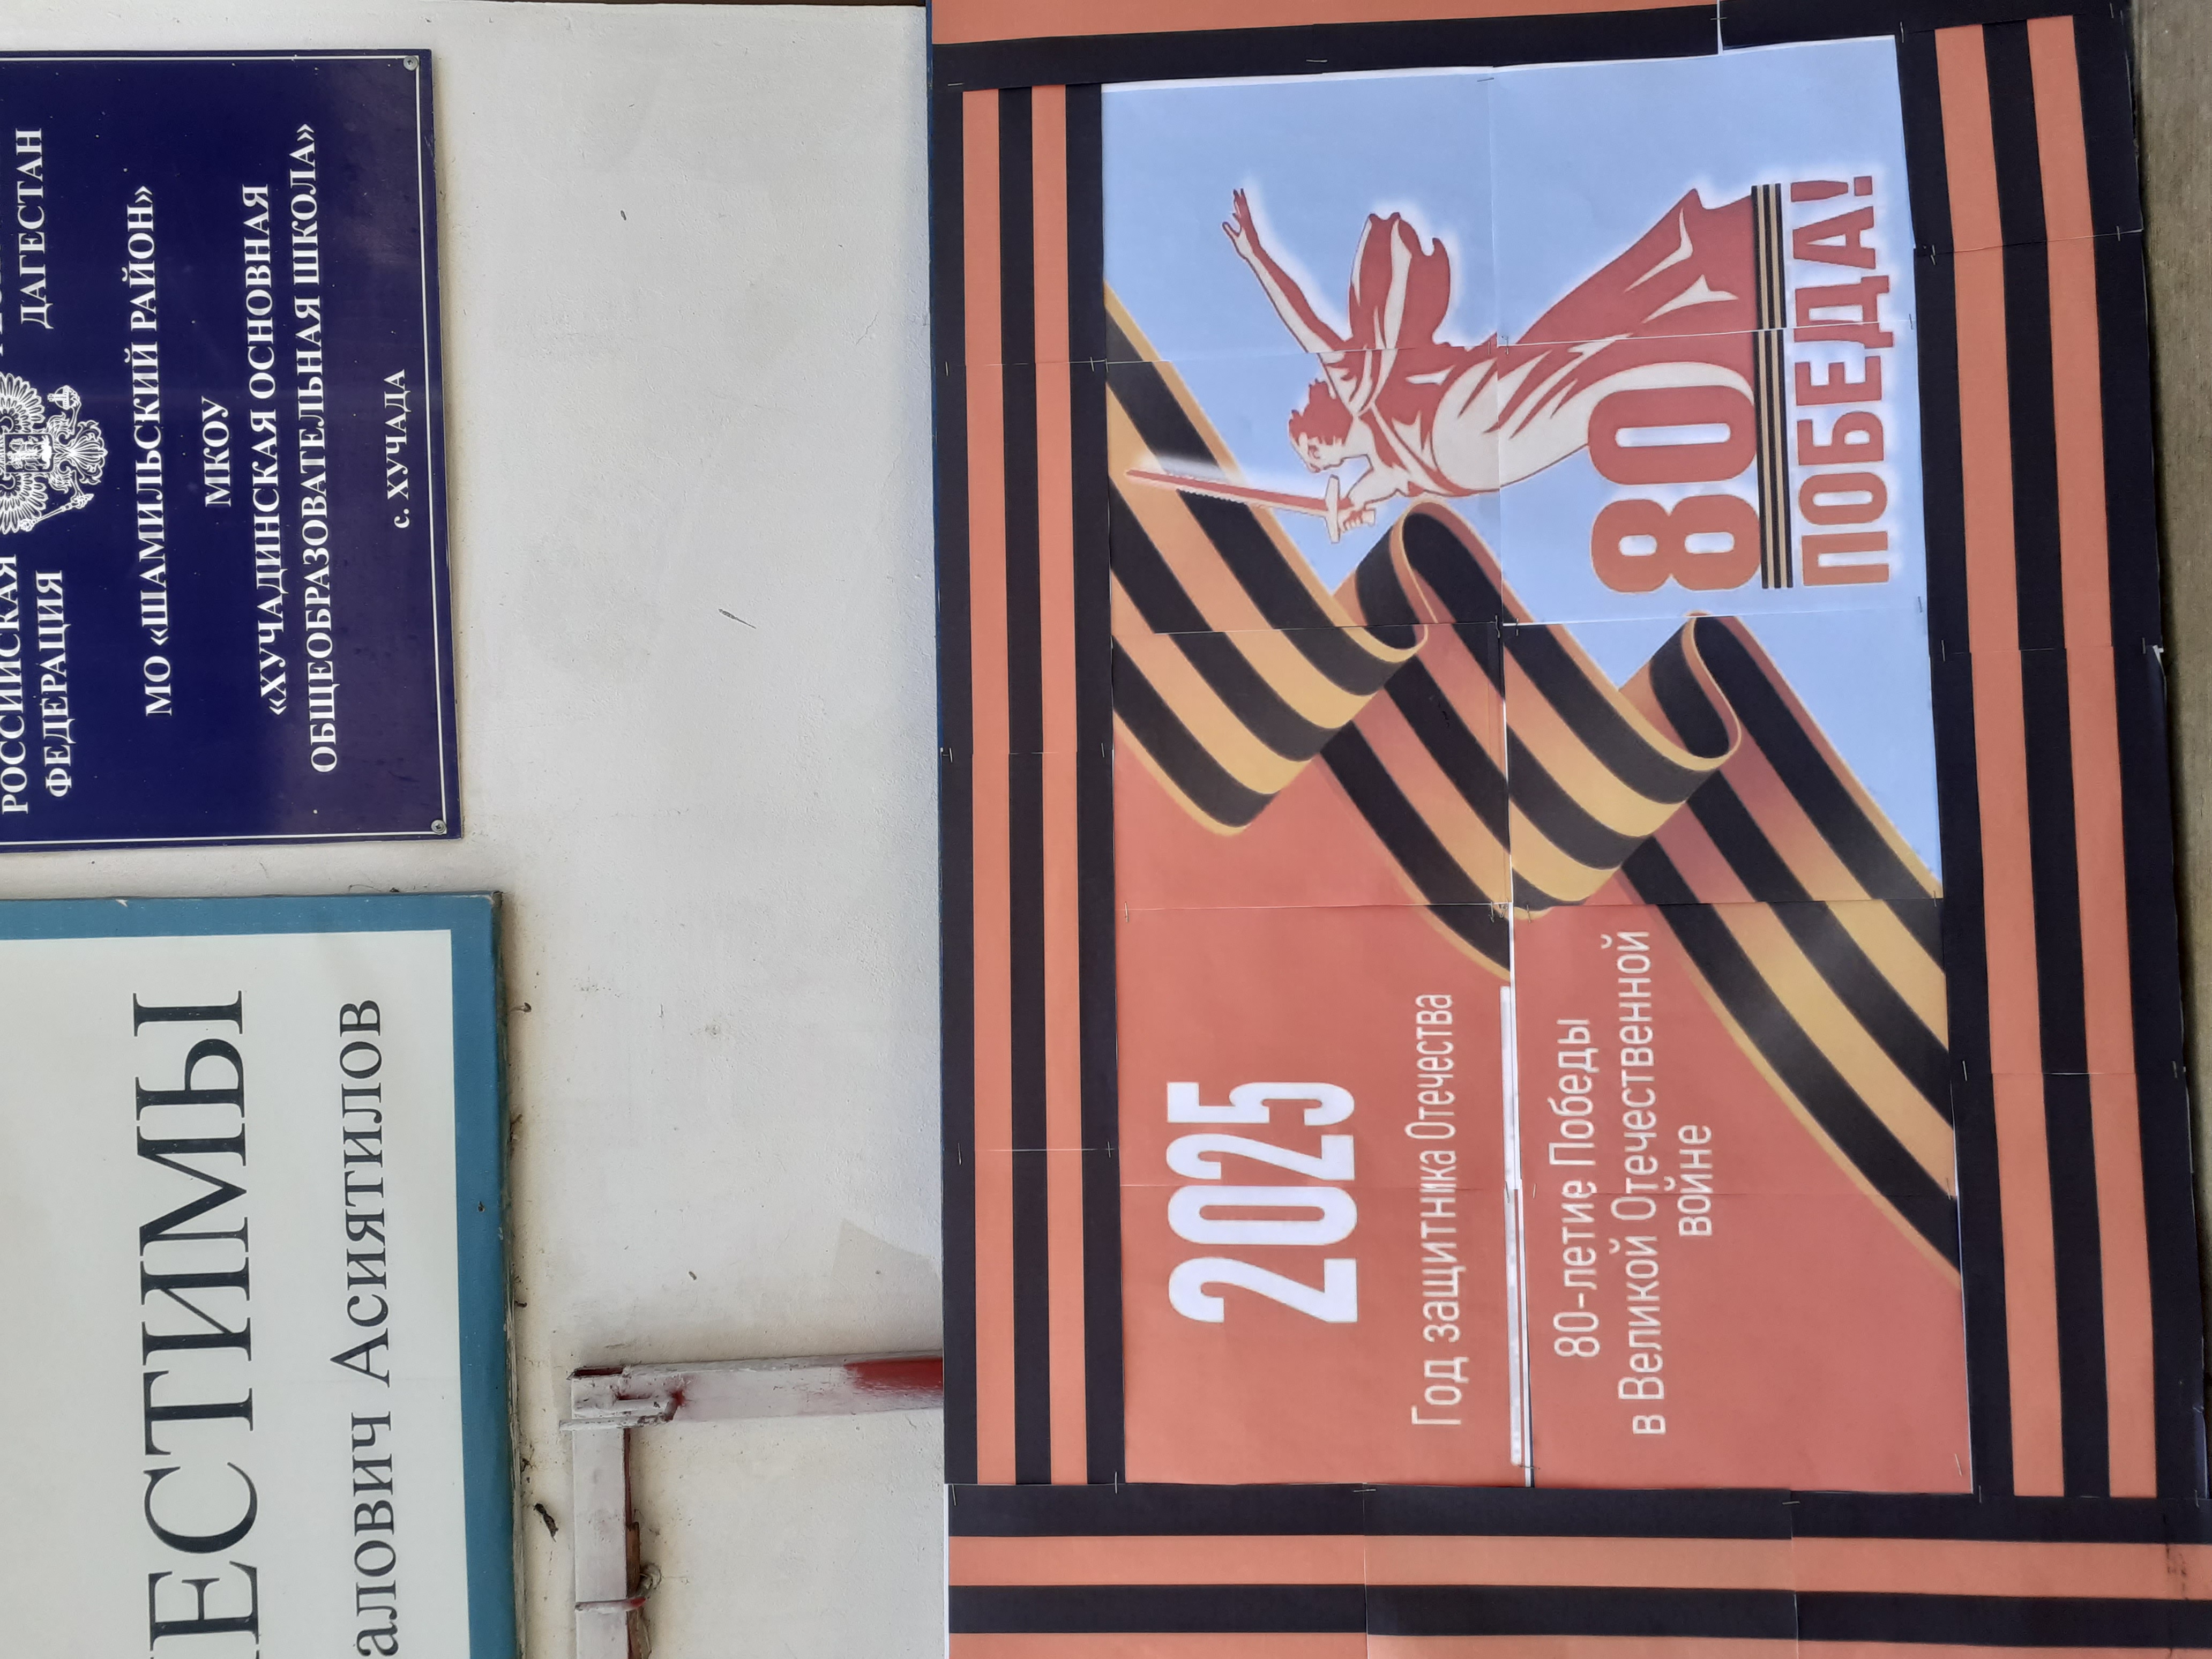 РОССИЙСКАЯ
ФЕДЕРАЦИЯ
ДАГЕСТАН
МО «ШАМИЛЬСКИЙ РАЙОН»
МКОУ
«ХУЧАДИНСКАЯ ОСНОВНАЯ
ОБЩЕОБРАЗОВАТЕЛЬНАЯ ШКОЛА»
с. ХУЧАДА
ЕСТИМЫ
алович Асиятилов
2025
Год защитника Отечества
80-летие Победы
в Великой Отечественной
войне
80
ПОБЕДА!